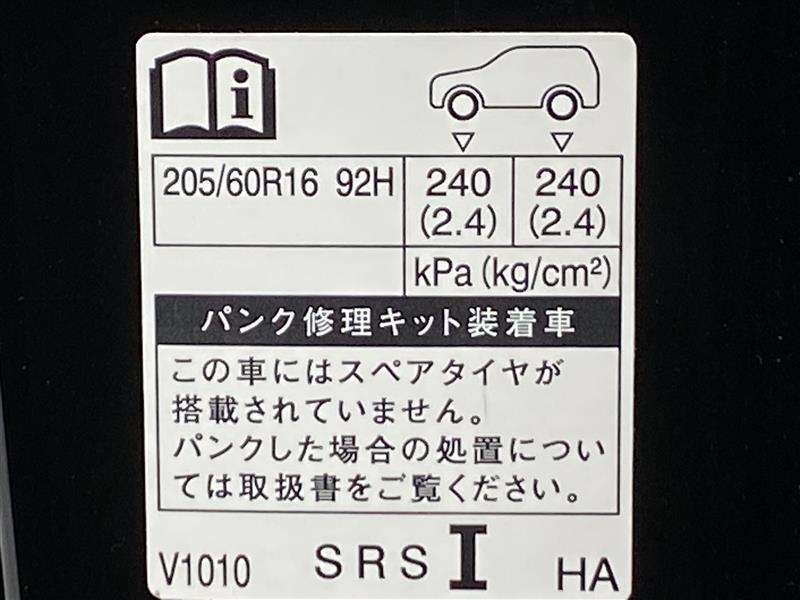 i
205/60R16 92H 240 240
(2.4) (2.4)
kPa (kg/cm²)
パンク修理キット装着車
この車にはスペアタイヤが
搭載されていません。
パンクした場合の処置につい
ては取扱書をご覧ください。
V1010 SRS I HA